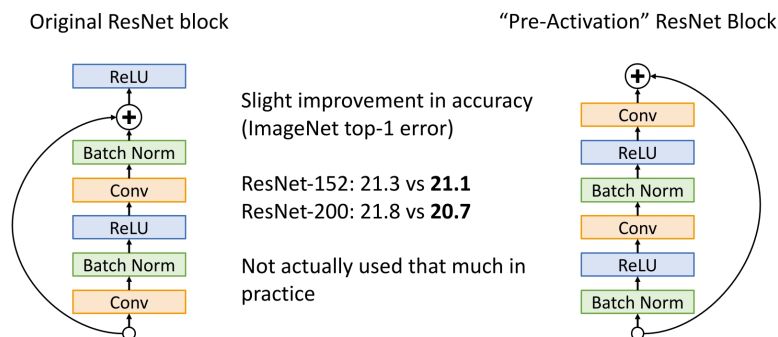 Original ResNet block
ReLU
+
Batch Norm
Conv
ReLU
Batch Norm
Conv
Slight improvement in accuracy
(ImageNet top-1 error)
ResNet-152: 21.3 vs 21.1
ResNet-200: 21.8 vs 20.7
Not actually used that much in
practice
“Pre-Activation” ResNet Block
+
Conv
ReLU
Batch Norm
Conv
ReLU
Batch Norm